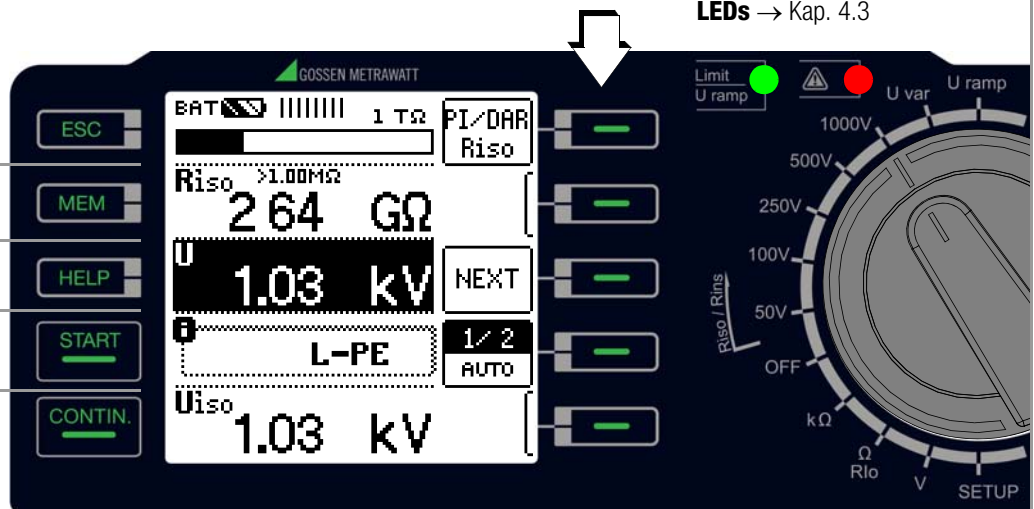 LEDs → Kap. 4.3
GOSSEN METRAWATT
ESC
MEM
HELP
START
CONTIN.
BAT
1 TΩ
PI/DAR
Riso
Riso >1.00MΩ
264 GΩ
U
1.03 kV
NEXT
L-PE
1/2
AUTO
Uiso
1.03 kV
Limit
U ramp
U var
U ramp
1000V
500V
250V
100V
50V
Riso / Rins
OFF
kΩ
Ω
Rlo
V
SETUP